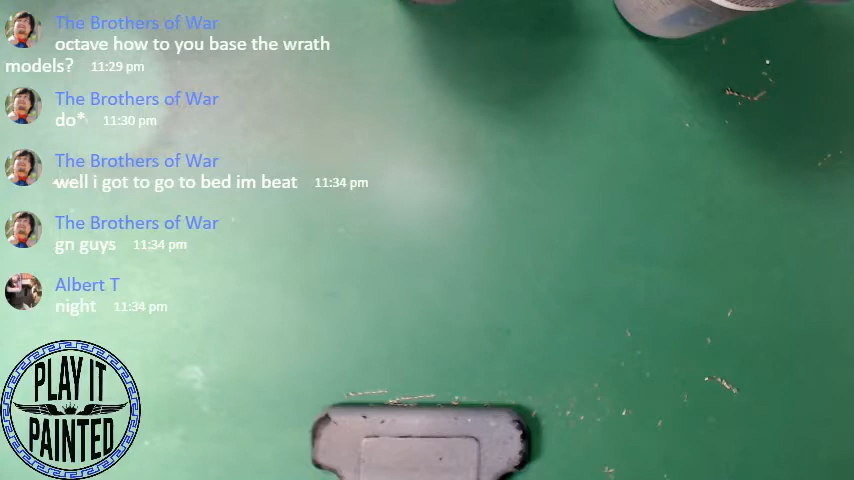 The Brothers of War
octave how to you base the wrath
models? 11:29 pm
The Brothers of War
do* 11:30 pm
The Brothers of War
well i got to go to bed im beat 11:34 pm
The Brothers of War
gn guys 11:34 pm
Albert T
night 11:34 pm
PLAY IT
PAINTED